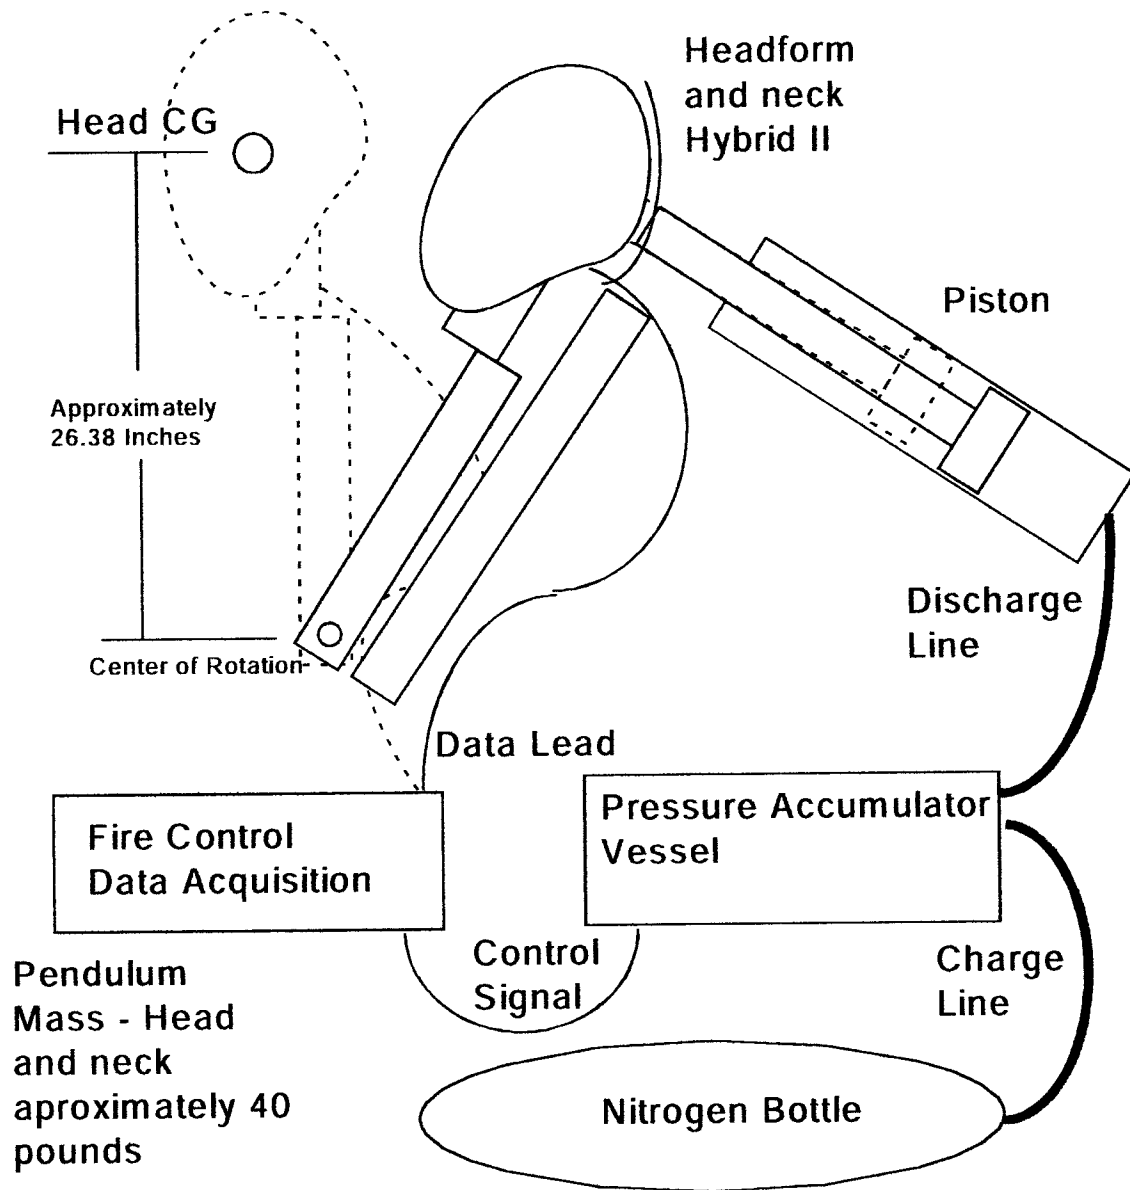 Headform
and neck
Hybrid II
Head CG
Piston
Approximately
26.38 Inches
Discharge
Line
Center of Rotation
Data Lead
Pressure Accumulator
Vessel
Fire Control
Data Acquisition
Control
Signal
Charge
Line
Pendulum
Mass - Head
and neck
aproximately 40
pounds
Nitrogen Bottle